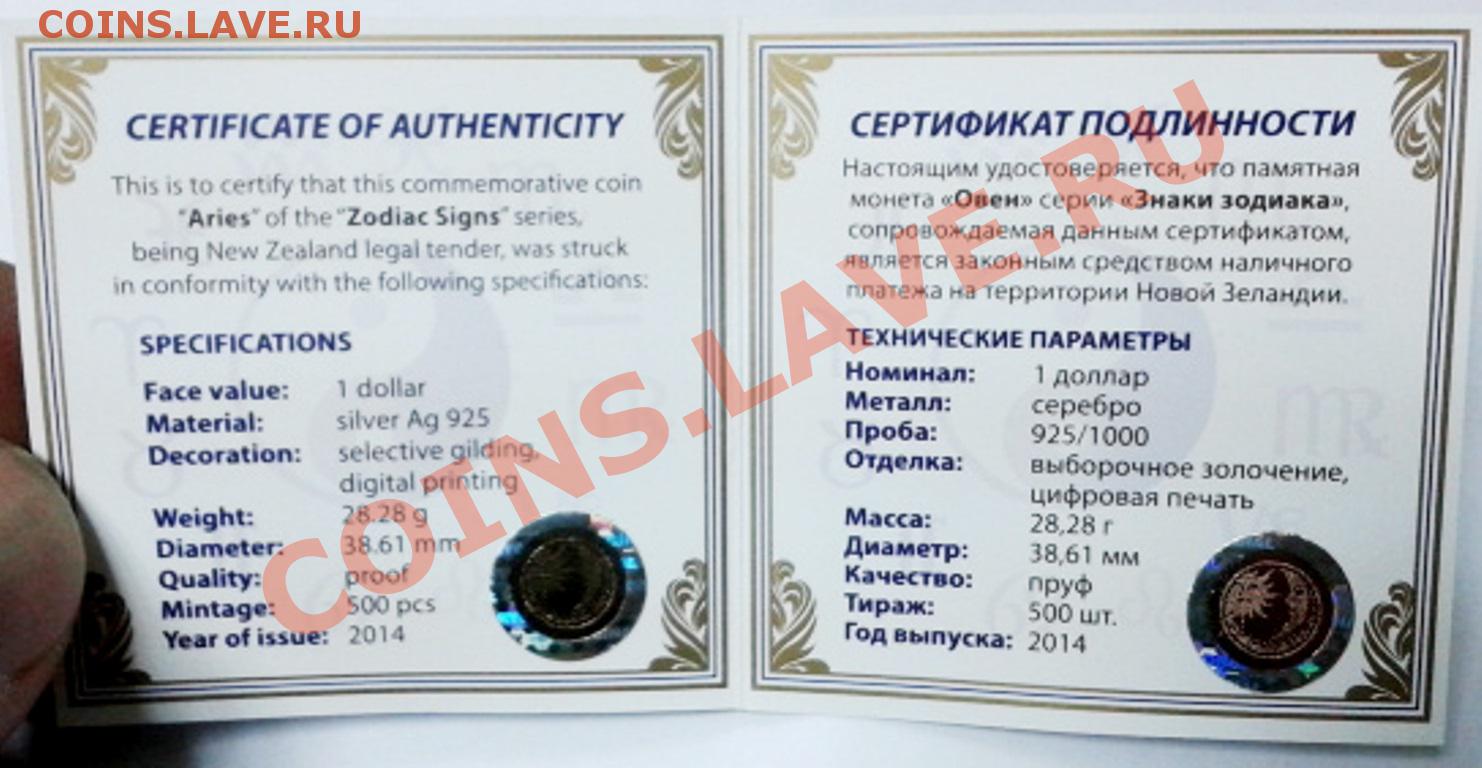 COINS.LAVE.RU
CERTIFICATE OF AUTHENTICITY
This is to certify that this commemorative coin
"Aries" of the "Zodiac Signs" series,
being New Zealand legal tender, was struck
in conformity with the following specifications:
SPECIFICATIONS
Face value: 1 dollar
Material: silver Ag 925
Decoration: selective gilding,
digital printing
Weight: 28.28 g
Diameter: 38.61 mm
Quality: proof
Mintage: 500 pcs
Year of issue: 2014
СЕРТИФИКАТ ПОДЛИННОСТИ
Настоящим удостоверяется, что памятная
монета «Овен» серии «Знаки зодиака»,
сопровождаемая данным сертификатом,
является законным средством наличного
платежа на территории Новой Зеландии.
ТЕХНИЧЕСКИЕ ПАРАМЕТРЫ
Номинал: 1 доллар
Металл: серебро
Проба: 925/1000
Отделка: выборочное золочение,
цифровая печать
Масса: 28,28 г
Диаметр: 38,61 мм
Качество: пруф
Тираж: 500 шт.
Год выпуска: 2014
COINS.LAVE.RU